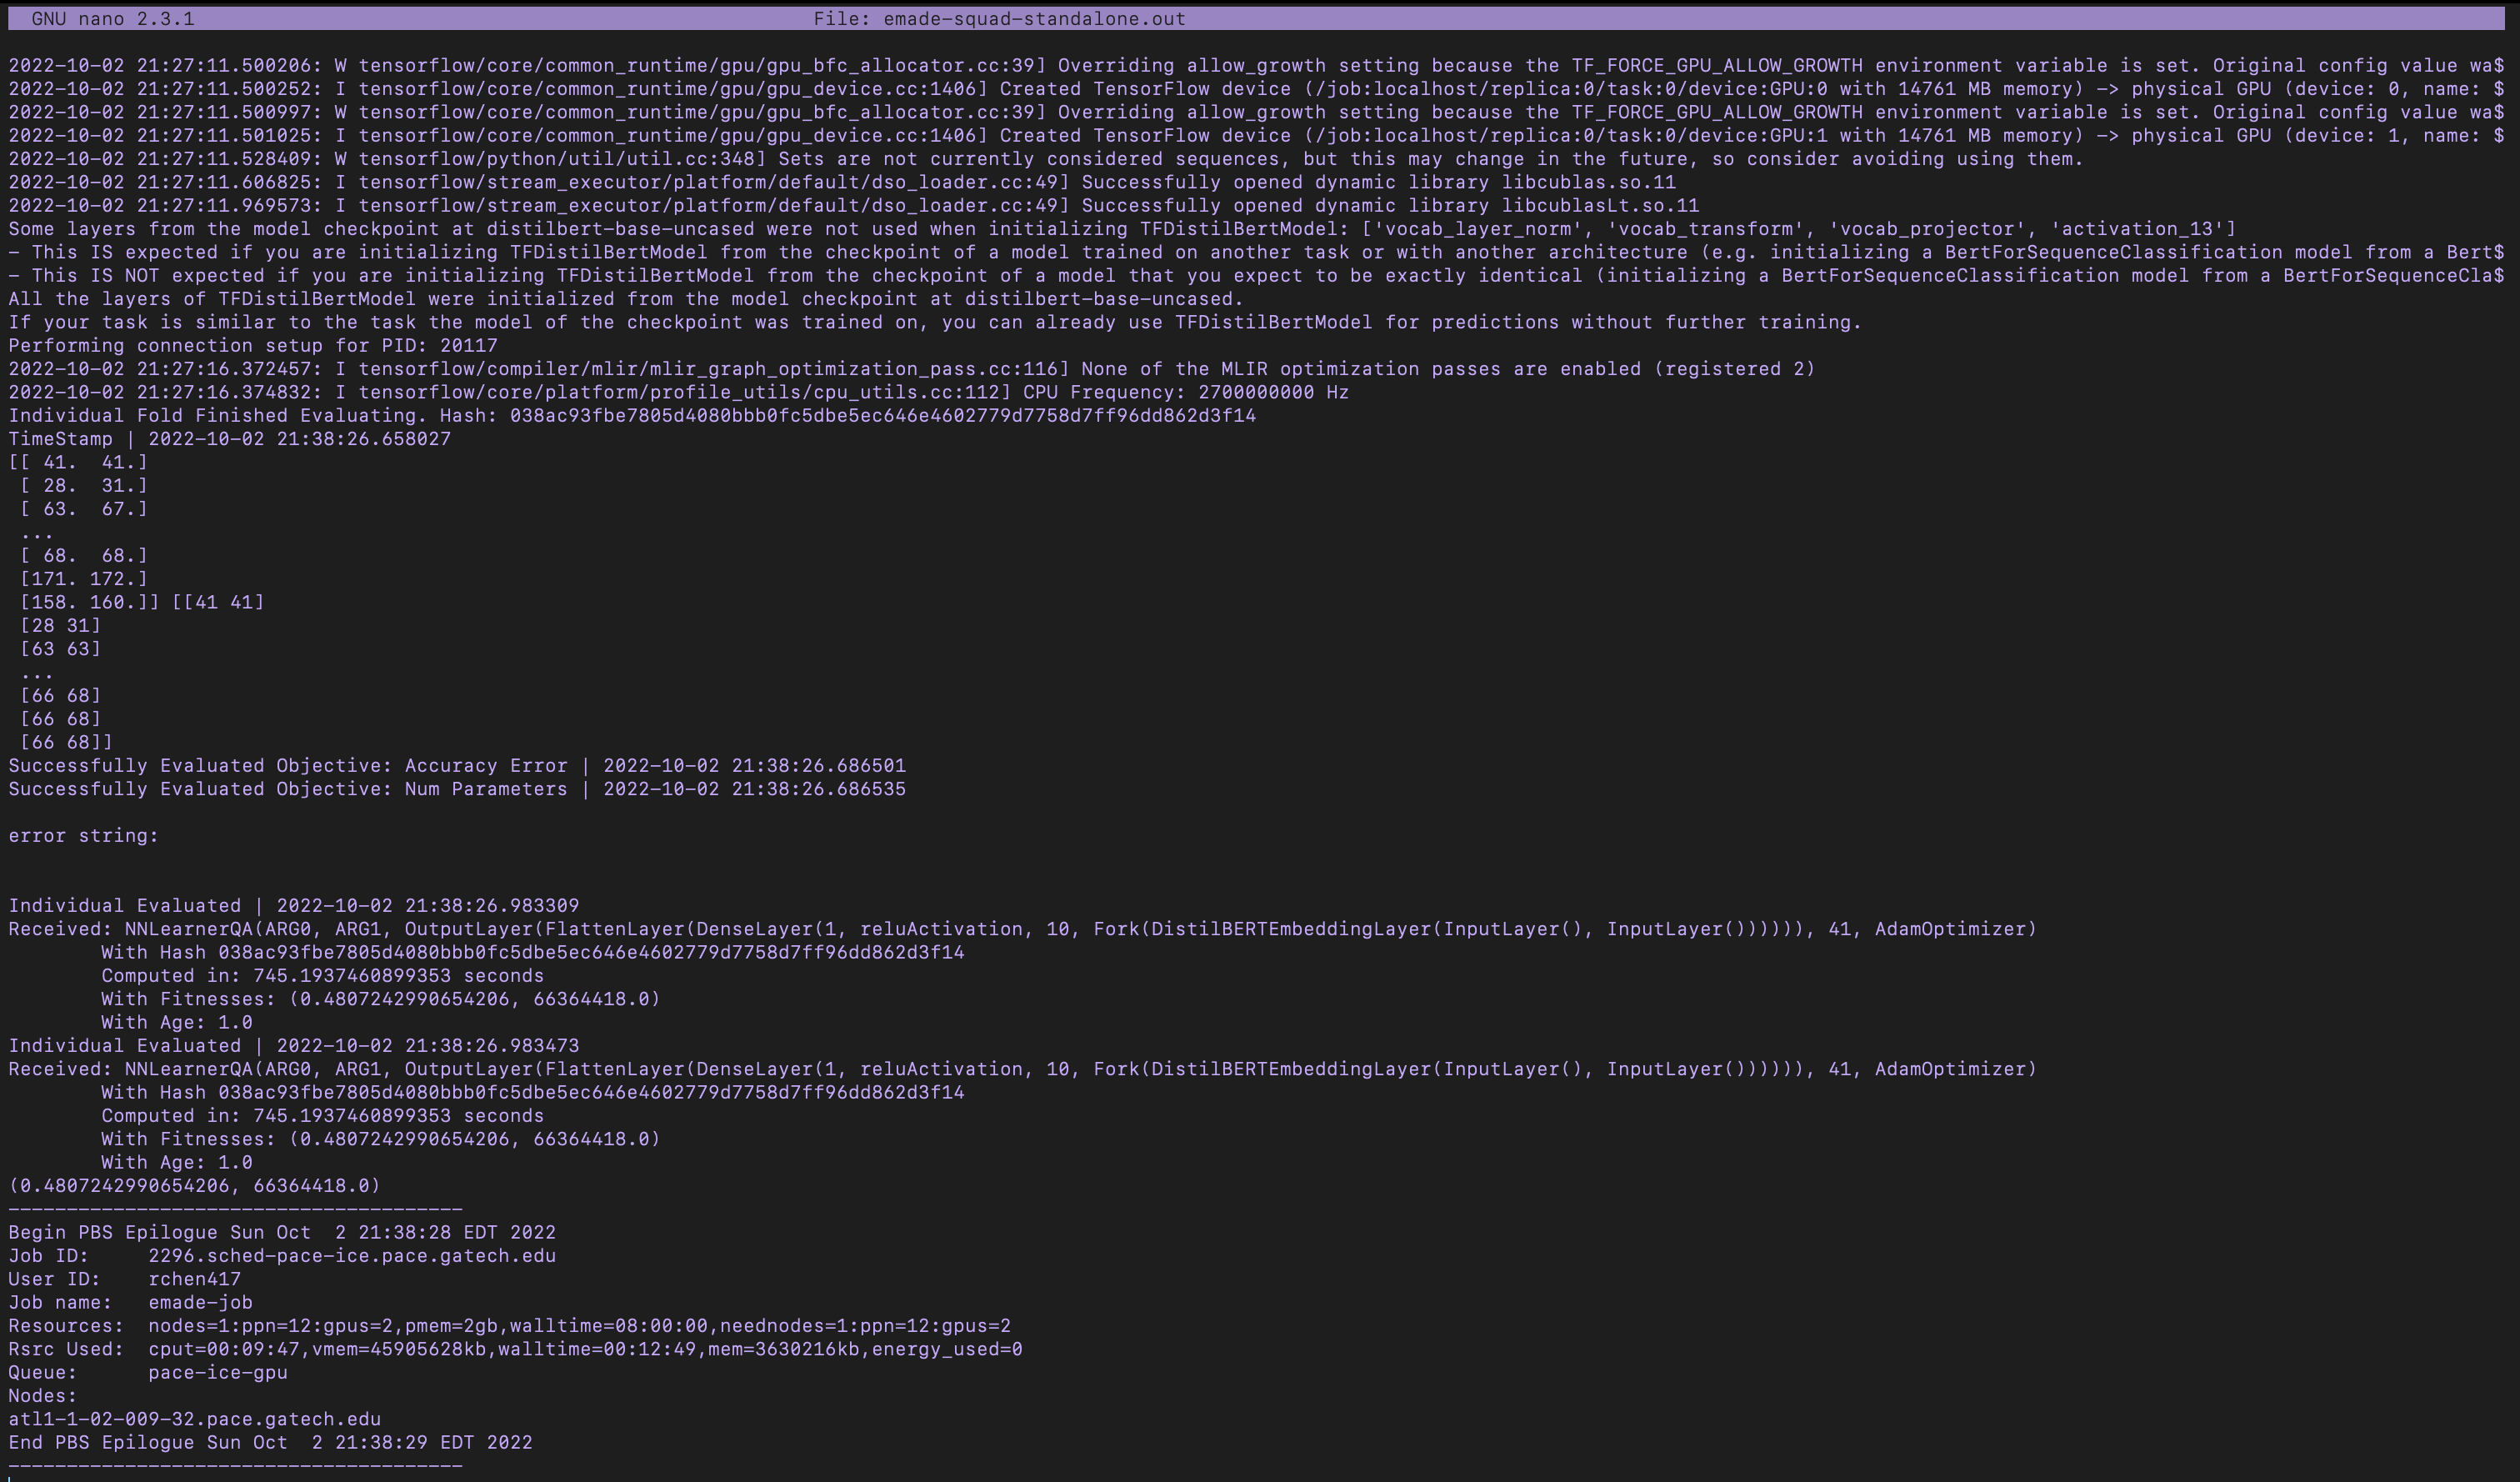 GNU nano 2.3.1 File: emade-squad-standalone.out
2022-10-02 21:27:11.500206: W tensorflow/core/common_runtime/gpu/gpu_bfc_allocator.cc:39] Overriding allow_growth setting because the TF_FORCE_GPU_ALLOW_GROWTH environment variable is set. Original config value wa$
2022-10-02 21:27:11.500252: I tensorflow/core/common_runtime/gpu/gpu_device.cc:1406] Created TensorFlow device (/job:localhost/replica:0/task:0/device:GPU:0 with 14761 MB memory) -> physical GPU (device: 0, name: $
2022-10-02 21:27:11.500997: W tensorflow/core/common_runtime/gpu/gpu_bfc_allocator.cc:39] Overriding allow_growth setting because the TF_FORCE_GPU_ALLOW_GROWTH environment variable is set. Original config value wa$
2022-10-02 21:27:11.501025: I tensorflow/core/common_runtime/gpu/gpu_device.cc:1406] Created TensorFlow device (/job:localhost/replica:0/task:0/device:GPU:1 with 14761 MB memory) -> physical GPU (device: 1, name: $
2022-10-02 21:27:11.528409: W tensorflow/python/util/util.cc:348] Sets are not currently considered sequences, but this may change in the future, so consider avoiding using them.
2022-10-02 21:27:11.606825: I tensorflow/stream_executor/platform/default/dso_loader.cc:49] Successfully opened dynamic library libcublas.so.11
2022-10-02 21:27:11.969573: I tensorflow/stream_executor/platform/default/dso_loader.cc:49] Successfully opened dynamic library libcublasLt.so.11
Some layers from the model checkpoint at distilbert-base-uncased were not used when initializing TFDistilBertModel: ['vocab_layer_norm', 'vocab_transform', 'vocab_projector', 'activation_13']
- This IS expected if you are initializing TFDistilBertModel from the checkpoint of a model trained on another task or with another architecture (e.g. initializing a BertForSequenceClassification model from a Bert$
- This IS NOT expected if you are initializing TFDistilBertModel from the checkpoint of a model that you expect to be exactly identical (initializing a BertForSequenceClassification model from a BertForSequenceCla$
All the layers of TFDistilBertModel were initialized from the model checkpoint at distilbert-base-uncased.
If your task is similar to the task the model of the checkpoint was trained on, you can already use TFDistilBertModel for predictions without further training.
Performing connection setup for PID: 20117
2022-10-02 21:27:16.372457: I tensorflow/compiler/mlir/mlir_graph_optimization_pass.cc:116] None of the MLIR optimization passes are enabled (registered 2)
2022-10-02 21:27:16.374832: I tensorflow/core/platform/profile_utils/cpu_utils.cc:112] CPU Frequency: 2700000000 Hz
Individual Fold Finished Evaluating. Hash: 038ac93fbe7805d4080bbb0fc5dbe5ec646e4602779d7758d7ff96dd862d3f14
TimeStamp | 2022-10-02 21:38:26.658027
[[ 41.  41.]
[ 28.  31.]
[ 63.  67.]
...
[ 68.  68.]
[171. 172.]
[158. 160.]] [[41 41]
[28 31]
[63 63]
...
[66 68]
[66 68]
[66 68]]
Successfully Evaluated Objective: Accuracy Error | 2022-10-02 21:38:26.686501
Successfully Evaluated Objective: Num Parameters | 2022-10-02 21:38:26.686535
error string:
Individual Evaluated | 2022-10-02 21:38:26.983309
Received: NNLearnerQA(ARG0, ARG1, OutputLayer(FlattenLayer(DenseLayer(1, reluActivation, 10, Fork(DistilBERTEmbeddingLayer(InputLayer(), InputLayer()))))), 41, AdamOptimizer)
With Hash 038ac93fbe7805d4080bbb0fc5dbe5ec646e4602779d7758d7ff96dd862d3f14
Computed in: 745.1937460899353 seconds
With Fitnesses: (0.4807242990654206, 66364418.0)
With Age: 1.0
Individual Evaluated | 2022-10-02 21:38:26.983473
Received: NNLearnerQA(ARG0, ARG1, OutputLayer(FlattenLayer(DenseLayer(1, reluActivation, 10, Fork(DistilBERTEmbeddingLayer(InputLayer(), InputLayer()))))), 41, AdamOptimizer)
With Hash 038ac93fbe7805d4080bbb0fc5dbe5ec646e4602779d7758d7ff96dd862d3f14
Computed in: 745.1937460899353 seconds
With Fitnesses: (0.4807242990654206, 66364418.0)
With Age: 1.0
(0.4807242990654206, 66364418.0)
---------------------------------------
Begin PBS Epilogue Sun Oct  2 21:38:28 EDT 2022
Job ID:     2296.sched-pace-ice.pace.gatech.edu
User ID:    rchen417
Job name:   emade-job
Resources:  nodes=1:ppn=12:gpus=2,pmem=2gb,walltime=08:00:00,neednodes=1:ppn=12:gpus=2
Rsrc Used:  cput=00:09:47,vmem=45905628kb,walltime=00:12:49,mem=3630216kb,energy_used=0
Queue:      pace-ice-gpu
Nodes:
atl1-1-02-009-32.pace.gatech.edu
End PBS Epilogue Sun Oct  2 21:38:29 EDT 2022
---------------------------------------